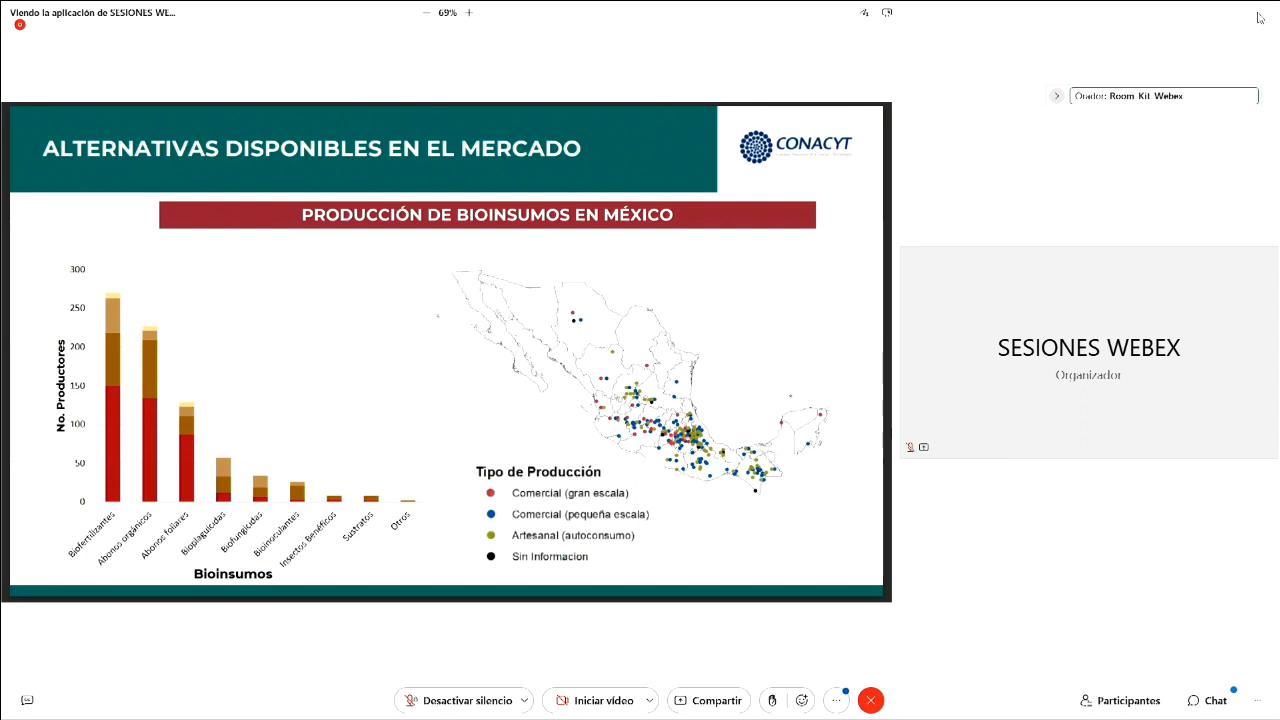 Viendo la aplicación de SESIONES WE...
69%
Orador: Room Kit Webex
ALTERNATIVAS DISPONIBLES EN EL MERCADO
CONACYT
PRODUCCIÓN DE BIOINSUMOS EN MÉXICO
300
250
200
150
100
50
0
No. Productores
Biofertilizantes
Abonos orgánicos
Abonos foliares
Bioplaguicidas
Biofungicidas
Bioinoculantes
Insectos Benéficos
Sustratos
Otros
Bioinsumos
Tipo de Producción
Comercial (gran escala)
Comercial (pequeña escala)
Artesanal (autoconsumo)
Sin Informacion
SESIONES WEBEX
Organizador
Desactivar silencio
Iniciar vídeo
Compartir
Participantes
Chat